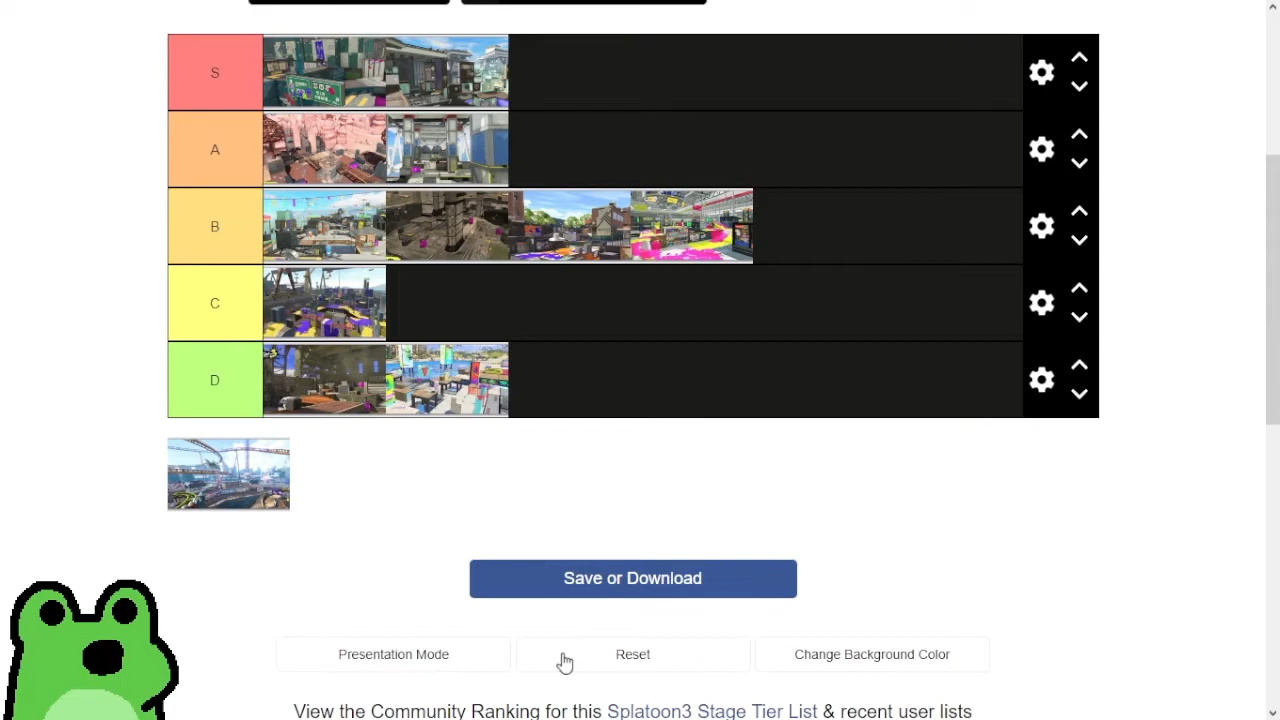 S
A
B
C
D
Save or Download
Presentation Mode
Reset
Change Background Color
View the Community Ranking for this Splatoon3 Stage Tier List & recent user lists